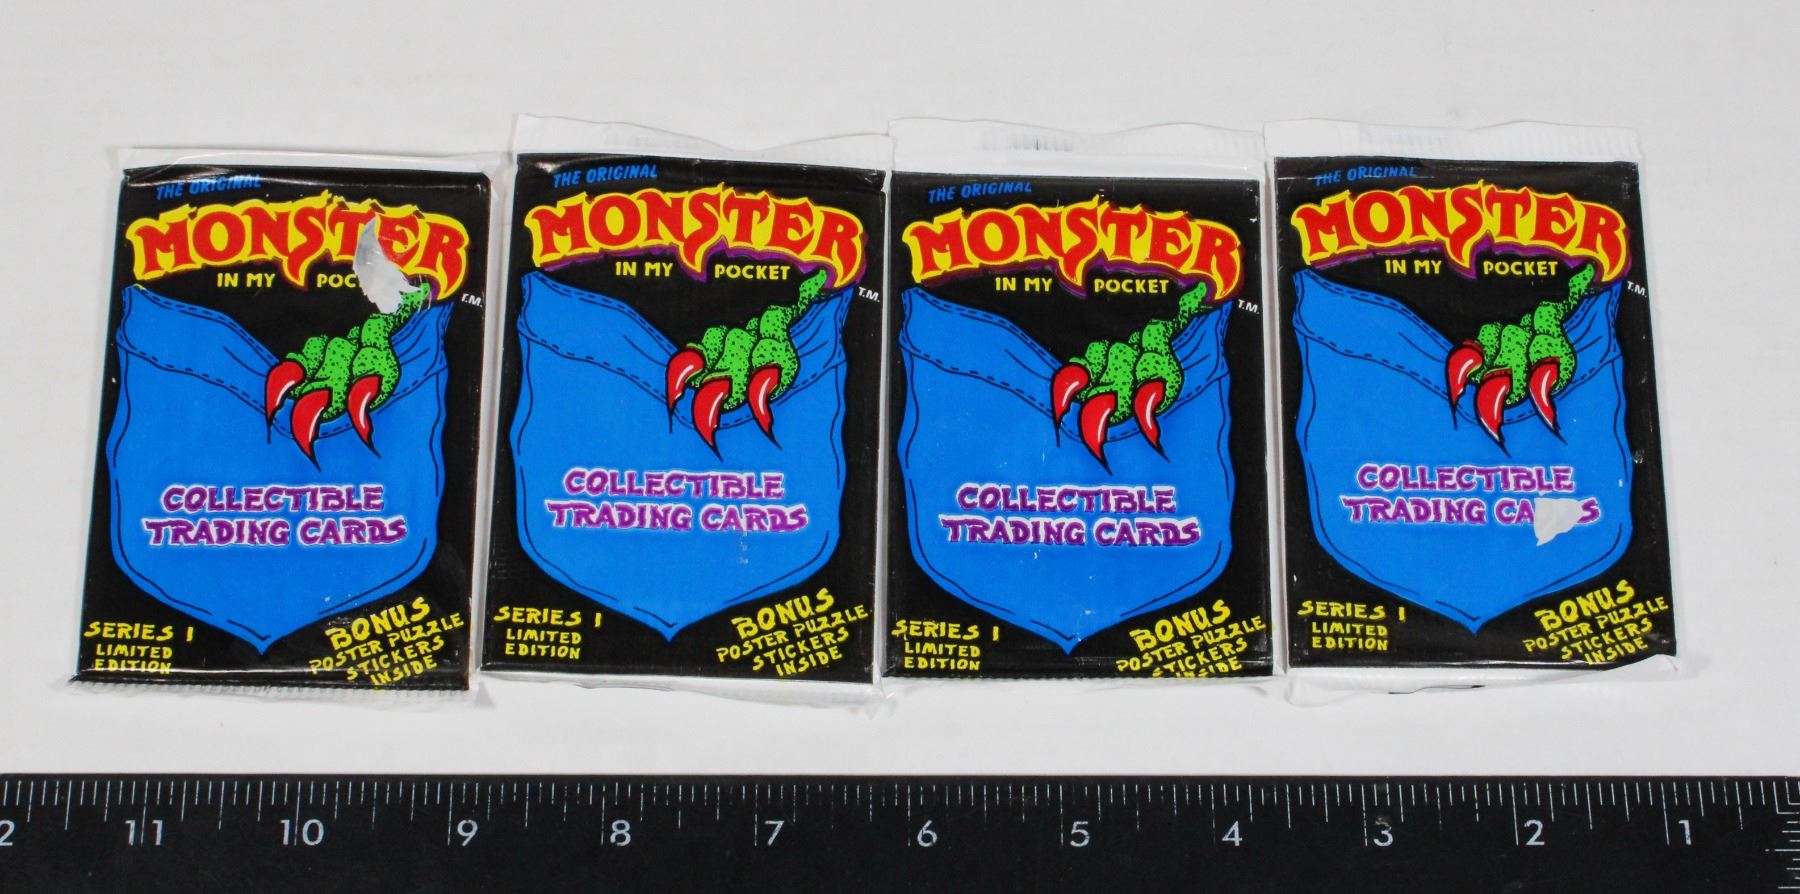 THE ORIGINAL
MONSTER
IN MY POC
T.M.
COLLECTIBLE
TRADING CARDS
SERIES 1
LIMITED
EDITION
BONUS
POSTER PUZZLE
STICKERS
INSIDE
THE ORIGINAL
MONSTER
IN MY POCKET
T.M.
COLLECTIBLE
TRADING CARDS
SERIES 1
LIMITED
EDITION
BONUS
POSTER PUZZLE
STICKERS
INSIDE
THE ORIGINAL
MONSTER
IN MY POCKET
T.M.
COLLECTIBLE
TRADING CARDS
SERIES 1
LIMITED
EDITION
BONUS
POSTER PUZZLE
STICKERS
INSIDE
THE ORIGINAL
MONSTER
IN MY POCKET
T.M.
COLLECTIBLE
TRADING CA S
SERIES 1
LIMITED
EDITION
BONUS
POSTER PUZZLE
STICKERS
INSIDE
2 11 10 9 8 7 6 5 4 3 2 1